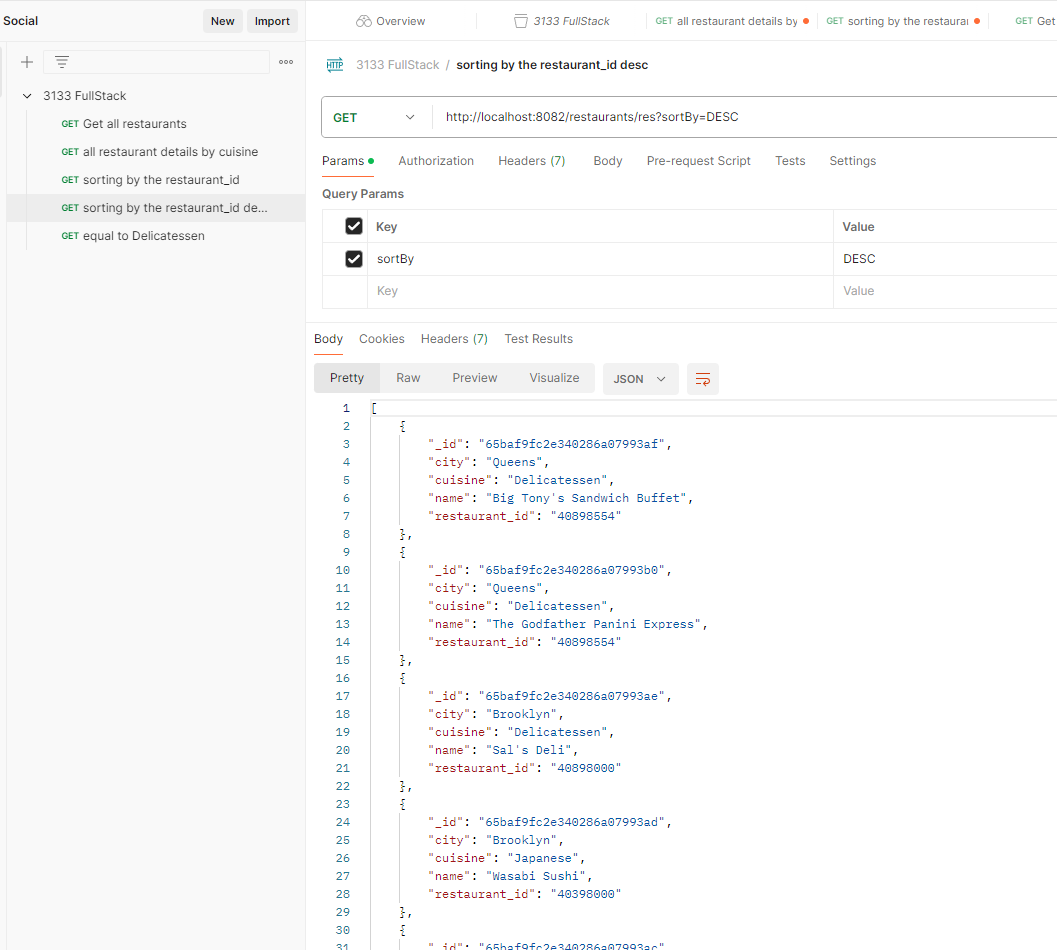 Social
New
Import
Overview
3133 FullStack
GET all restaurant details by
GET sorting by the restaurar
GET Get
3133 FullStack
GET Get all restaurants
GET all restaurant details by cuisine
GET sorting by the restaurant_id
GET sorting by the restaurant_id de...
GET equal to Delicatessen
HTTP 3133 FullStack / sorting by the restaurant_id desc
GET http://localhost:8082/restaurants/res?sortBy=DESC
Params Authorization Headers (7) Body Pre-request Script Tests Settings
Query Params
Key Value
sortBy DESC
Key Value
Body Cookies Headers (7) Test Results
Pretty Raw Preview Visualize JSON
1 [
2 {
3 "_id": "65baf9fc2e340286a07993af",
4 "city": "Queens",
5 "cuisine": "Delicatessen",
6 "name": "Big Tony's Sandwich Buffet",
7 "restaurant_id": "40898554"
8 },
9 {
10 "_id": "65baf9fc2e340286a07993b0",
11 "city": "Queens",
12 "cuisine": "Delicatessen",
13 "name": "The Godfather Panini Express",
14 "restaurant_id": "40898554"
15 },
16 {
17 "_id": "65baf9fc2e340286a07993ae",
18 "city": "Brooklyn",
19 "cuisine": "Delicatessen",
20 "name": "Sal's Deli",
21 "restaurant_id": "40898000"
22 },
23 {
24 "_id": "65baf9fc2e340286a07993ad",
25 "city": "Brooklyn",
26 "cuisine": "Japanese",
27 "name": "Wasabi Sushi",
28 "restaurant_id": "40398000"
29 },
30 {
31 "_id": "65baf9fc2e340286a07993ac"